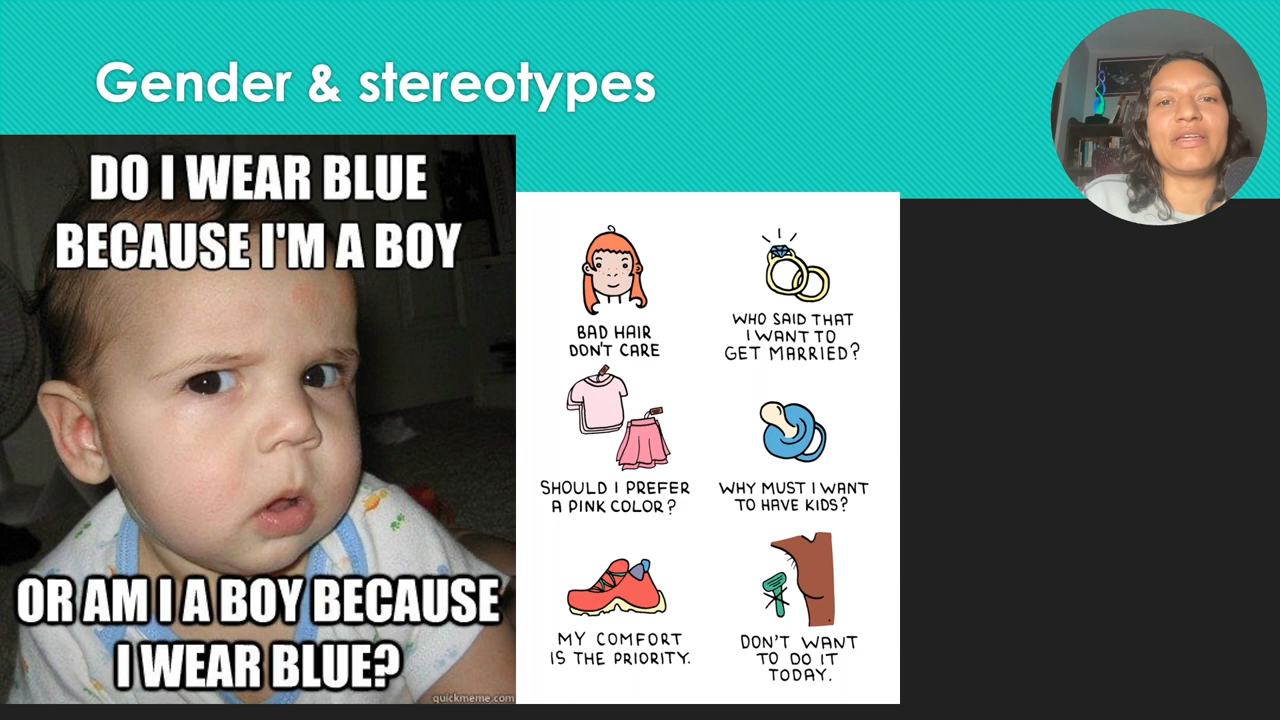 Gender & stereotypes
DO I WEAR BLUE
BECAUSE I'M A BOY
OR AM I A BOY BECAUSE
I WEAR BLUE?
quickmeme.com
BAD HAIR
DON'T CARE
WHO SAID THAT
I WANT TO
GET MARRIED?
SHOULD I PREFER
A PINK COLOR?
WHY MUST I WANT
TO HAVE KIDS?
MY COMFORT
IS THE PRIORITY.
DON'T WANT
TO DO IT
TODAY.